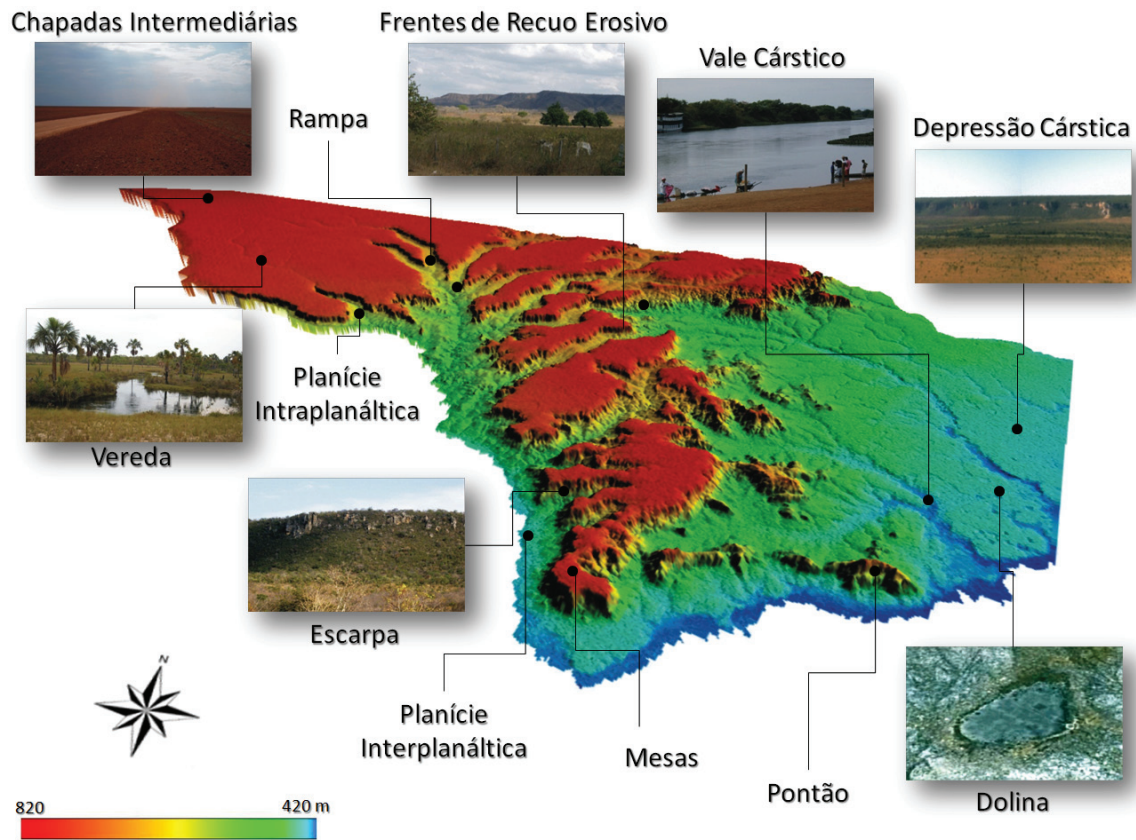 Chapadas Intermediárias
Frentes de Recuo Erosivo
Vale Cárstico
Rampa
Depressão Cárstica
Planície
Intraplanáltica
Vereda
Escarpa
Planície
Interplanáltica
Mesas
Pontão
Dolina
N
820
420 m